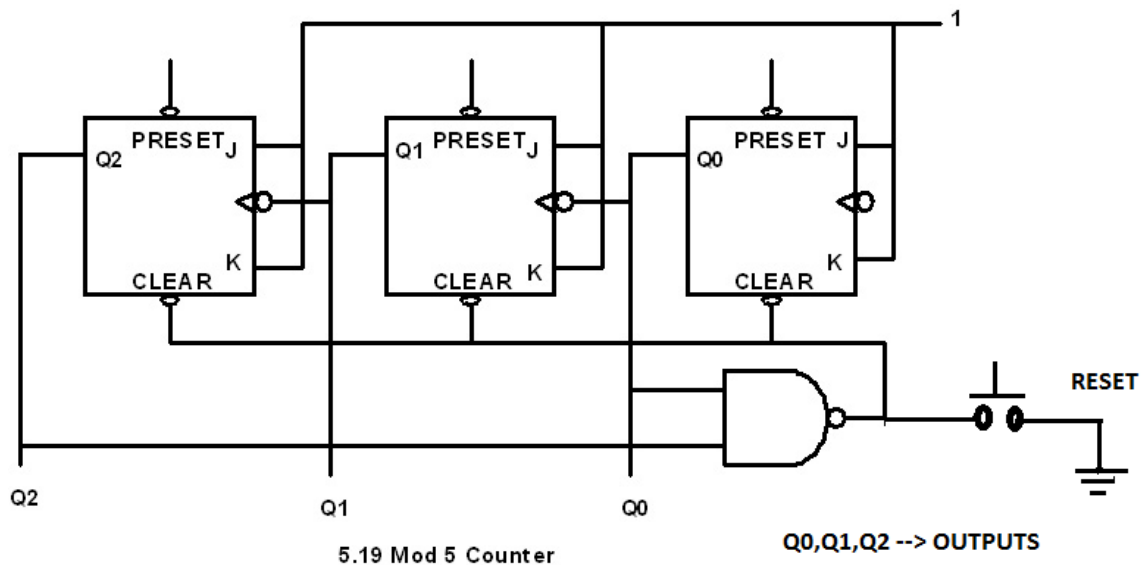 1
PRESET J
Q2
K
CLEAR
PRESET J
Q1
K
CLEAR
PRESET J
Q0
K
CLEAR
RESET
Q2
Q1
Q0
Q0,Q1,Q2 --> OUTPUTS
5.19 Mod 5 Counter